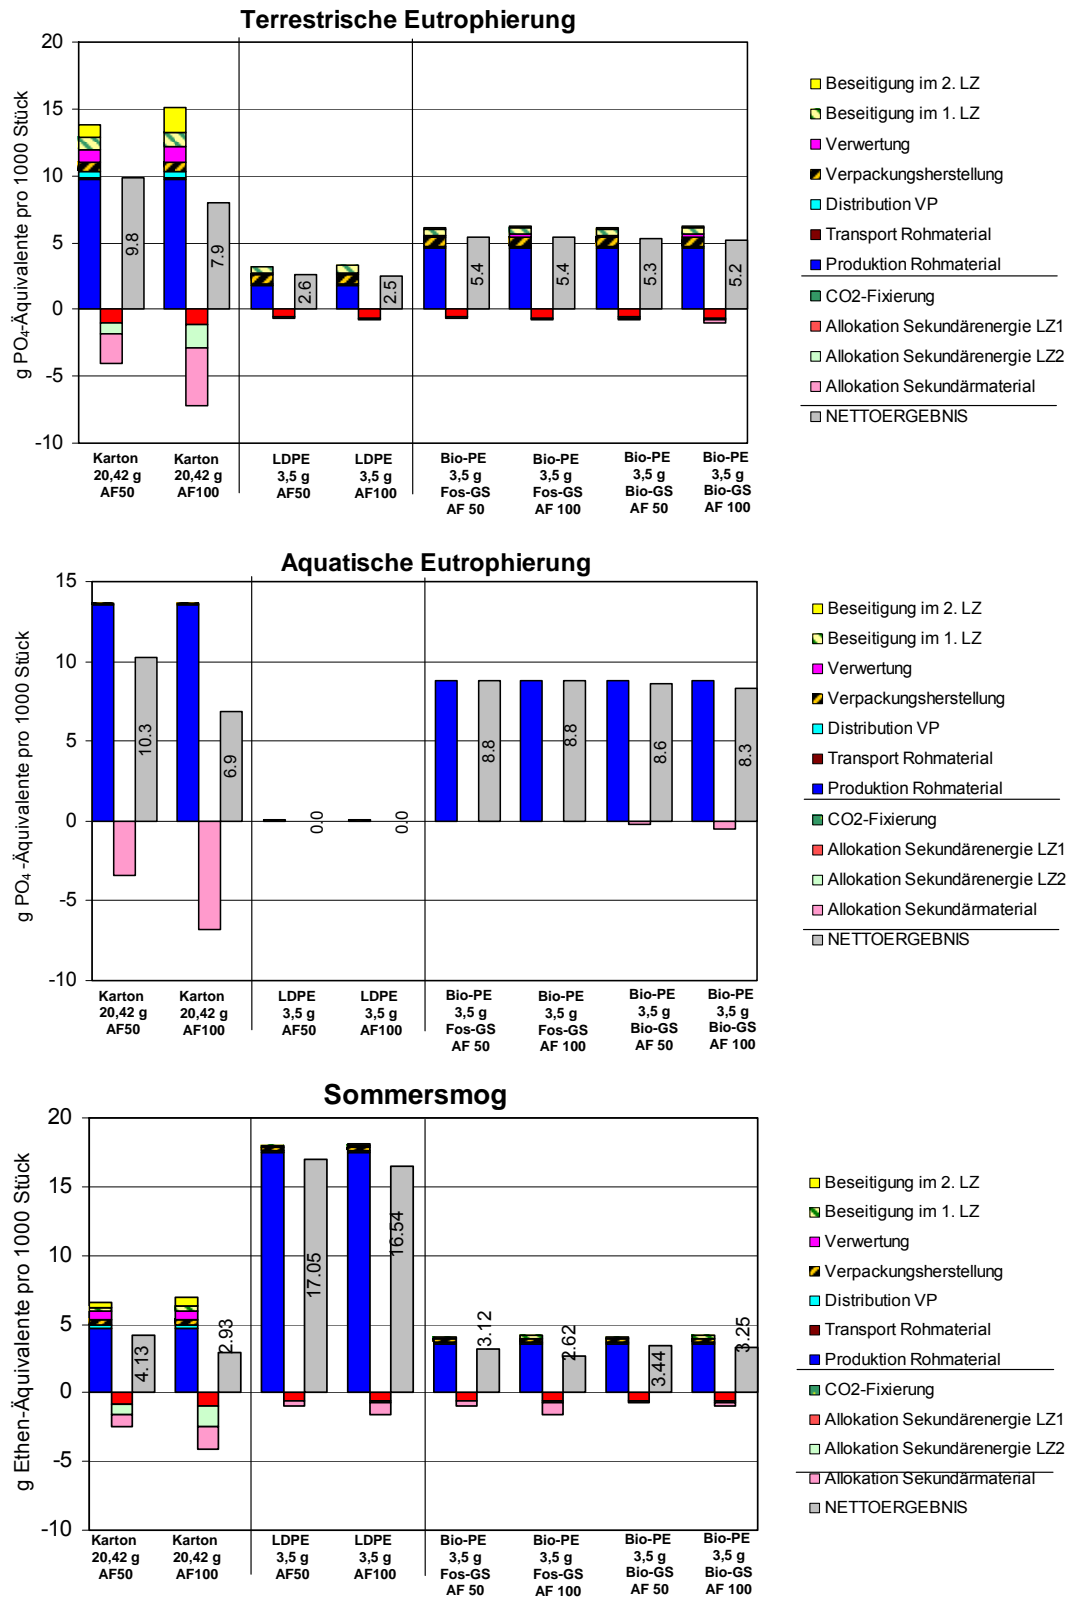 Terrestrische Eutrophierung
g PO₄-Äquivalente pro 1000 Stück
20
15
10
5
0
-5
-10
9.8
7.9
2.6
2.5
5.4
5.4
5.3
5.2
Karton
20,42 g
AF50
Karton
20,42 g
AF100
LDPE
3,5 g
AF50
LDPE
3,5 g
AF100
Bio-PE
3,5 g
Fos-GS
AF 50
Bio-PE
3,5 g
Fos-GS
AF 100
Bio-PE
3,5 g
Bio-GS
AF 50
Bio-PE
3,5 g
Bio-GS
AF 100
Beseitigung im 2. LZ
Beseitigung im 1. LZ
Verwertung
Verpackungsherstellung
Distribution VP
Transport Rohmaterial
Produktion Rohmaterial
CO2-Fixierung
Allokation Sekundärenergie LZ1
Allokation Sekundärenergie LZ2
Allokation Sekundärmaterial
NETTOERGEBNIS
Aquatische Eutrophierung
g PO₄ -Äquivalente pro 1000 Stück
15
10
5
0
-5
-10
10.3
6.9
0.0
0.0
8.8
8.8
8.6
8.3
Karton
20,42 g
AF50
Karton
20,42 g
AF100
LDPE
3,5 g
AF50
LDPE
3,5 g
AF100
Bio-PE
3,5 g
Fos-GS
AF 50
Bio-PE
3,5 g
Fos-GS
AF 100
Bio-PE
3,5 g
Bio-GS
AF 50
Bio-PE
3,5 g
Bio-GS
AF 100
Beseitigung im 2. LZ
Beseitigung im 1. LZ
Verwertung
Verpackungsherstellung
Distribution VP
Transport Rohmaterial
Produktion Rohmaterial
CO2-Fixierung
Allokation Sekundärenergie LZ1
Allokation Sekundärenergie LZ2
Allokation Sekundärmaterial
NETTOERGEBNIS
Sommersmog
g Ethen-Äquivalente pro 1000 Stück
20
15
10
5
0
-5
-10
4.13
2.93
17.05
16.54
3.12
2.62
3.44
3.25
Karton
20,42 g
AF50
Karton
20,42 g
AF100
LDPE
3,5 g
AF50
LDPE
3,5 g
AF100
Bio-PE
3,5 g
Fos-GS
AF 50
Bio-PE
3,5 g
Fos-GS
AF 100
Bio-PE
3,5 g
Bio-GS
AF 50
Bio-PE
3,5 g
Bio-GS
AF 100
Beseitigung im 2. LZ
Beseitigung im 1. LZ
Verwertung
Verpackungsherstellung
Distribution VP
Transport Rohmaterial
Produktion Rohmaterial
CO2-Fixierung
Allokation Sekundärenergie LZ1
Allokation Sekundärenergie LZ2
Allokation Sekundärmaterial
NETTOERGEBNIS